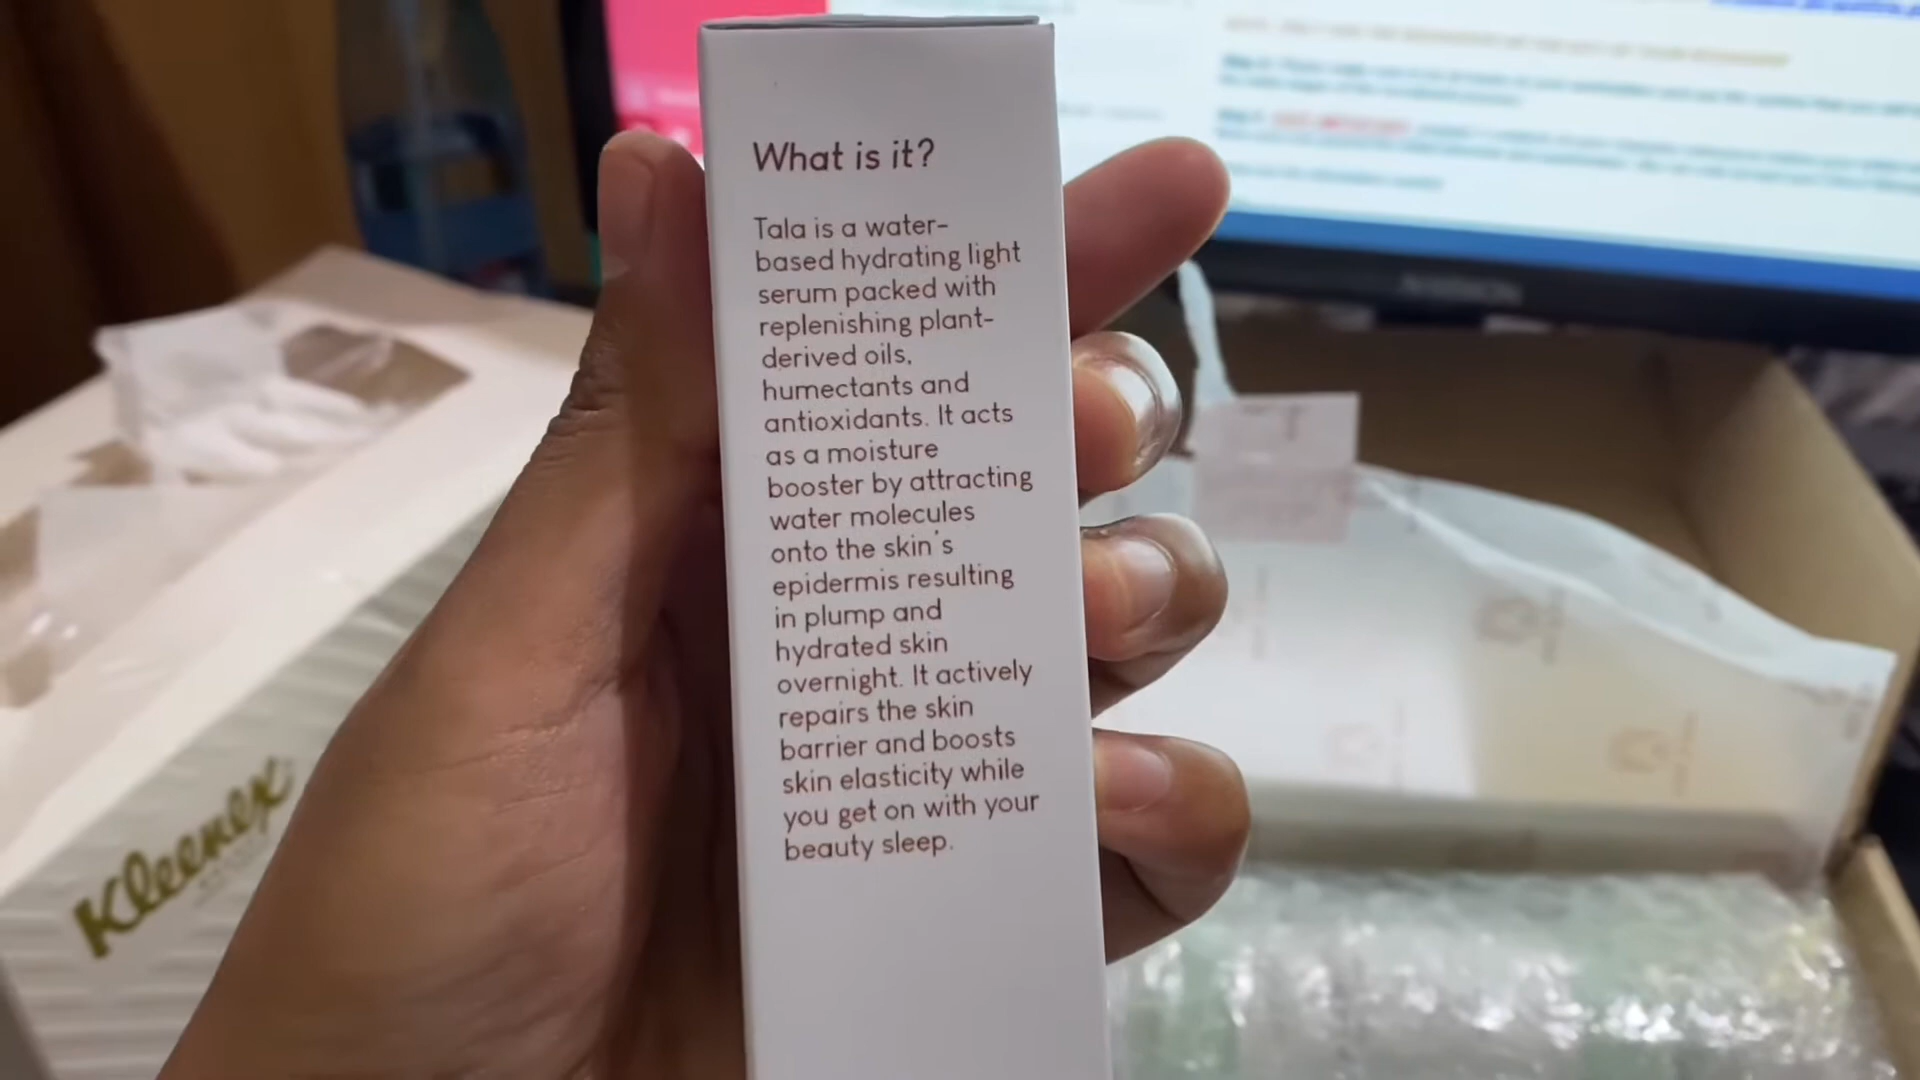 What is it?
Tala is a water-
based hydrating light
serum packed with
replenishing plant-
derived oils,
humectants and
antioxidants. It acts
as a moisture
booster by attracting
water molecules
onto the skin's
epidermis resulting
in plump and
hydrated skin
overnight. It actively
repairs the skin
barrier and boosts
skin elasticity while
you get on with your
beauty sleep.
Kleenex